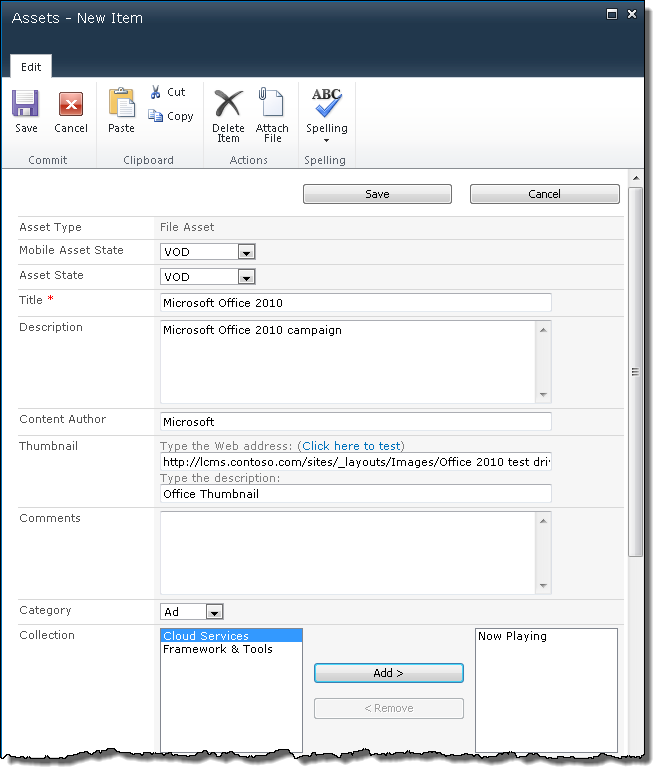 Assets - New Item
Edit
Save
Cancel
Paste
Cut
Copy
Delete Item
Attach File
ABC
Spelling
Commit
Clipboard
Actions
Spelling
Save
Cancel
Asset Type
File Asset
Mobile Asset State
VOD
Asset State
VOD
Title *
Microsoft Office 2010
Description
Microsoft Office 2010 campaign
Content Author
Microsoft
Thumbnail
Type the Web address: (Click here to test)
http://lcms.contoso.com/sites/_layouts/Images/Office 2010 test dri
Type the description:
Office Thumbnail
Comments
Category
Ad
Collection
Cloud Services
Framework & Tools
Add >
< Remove
Now Playing